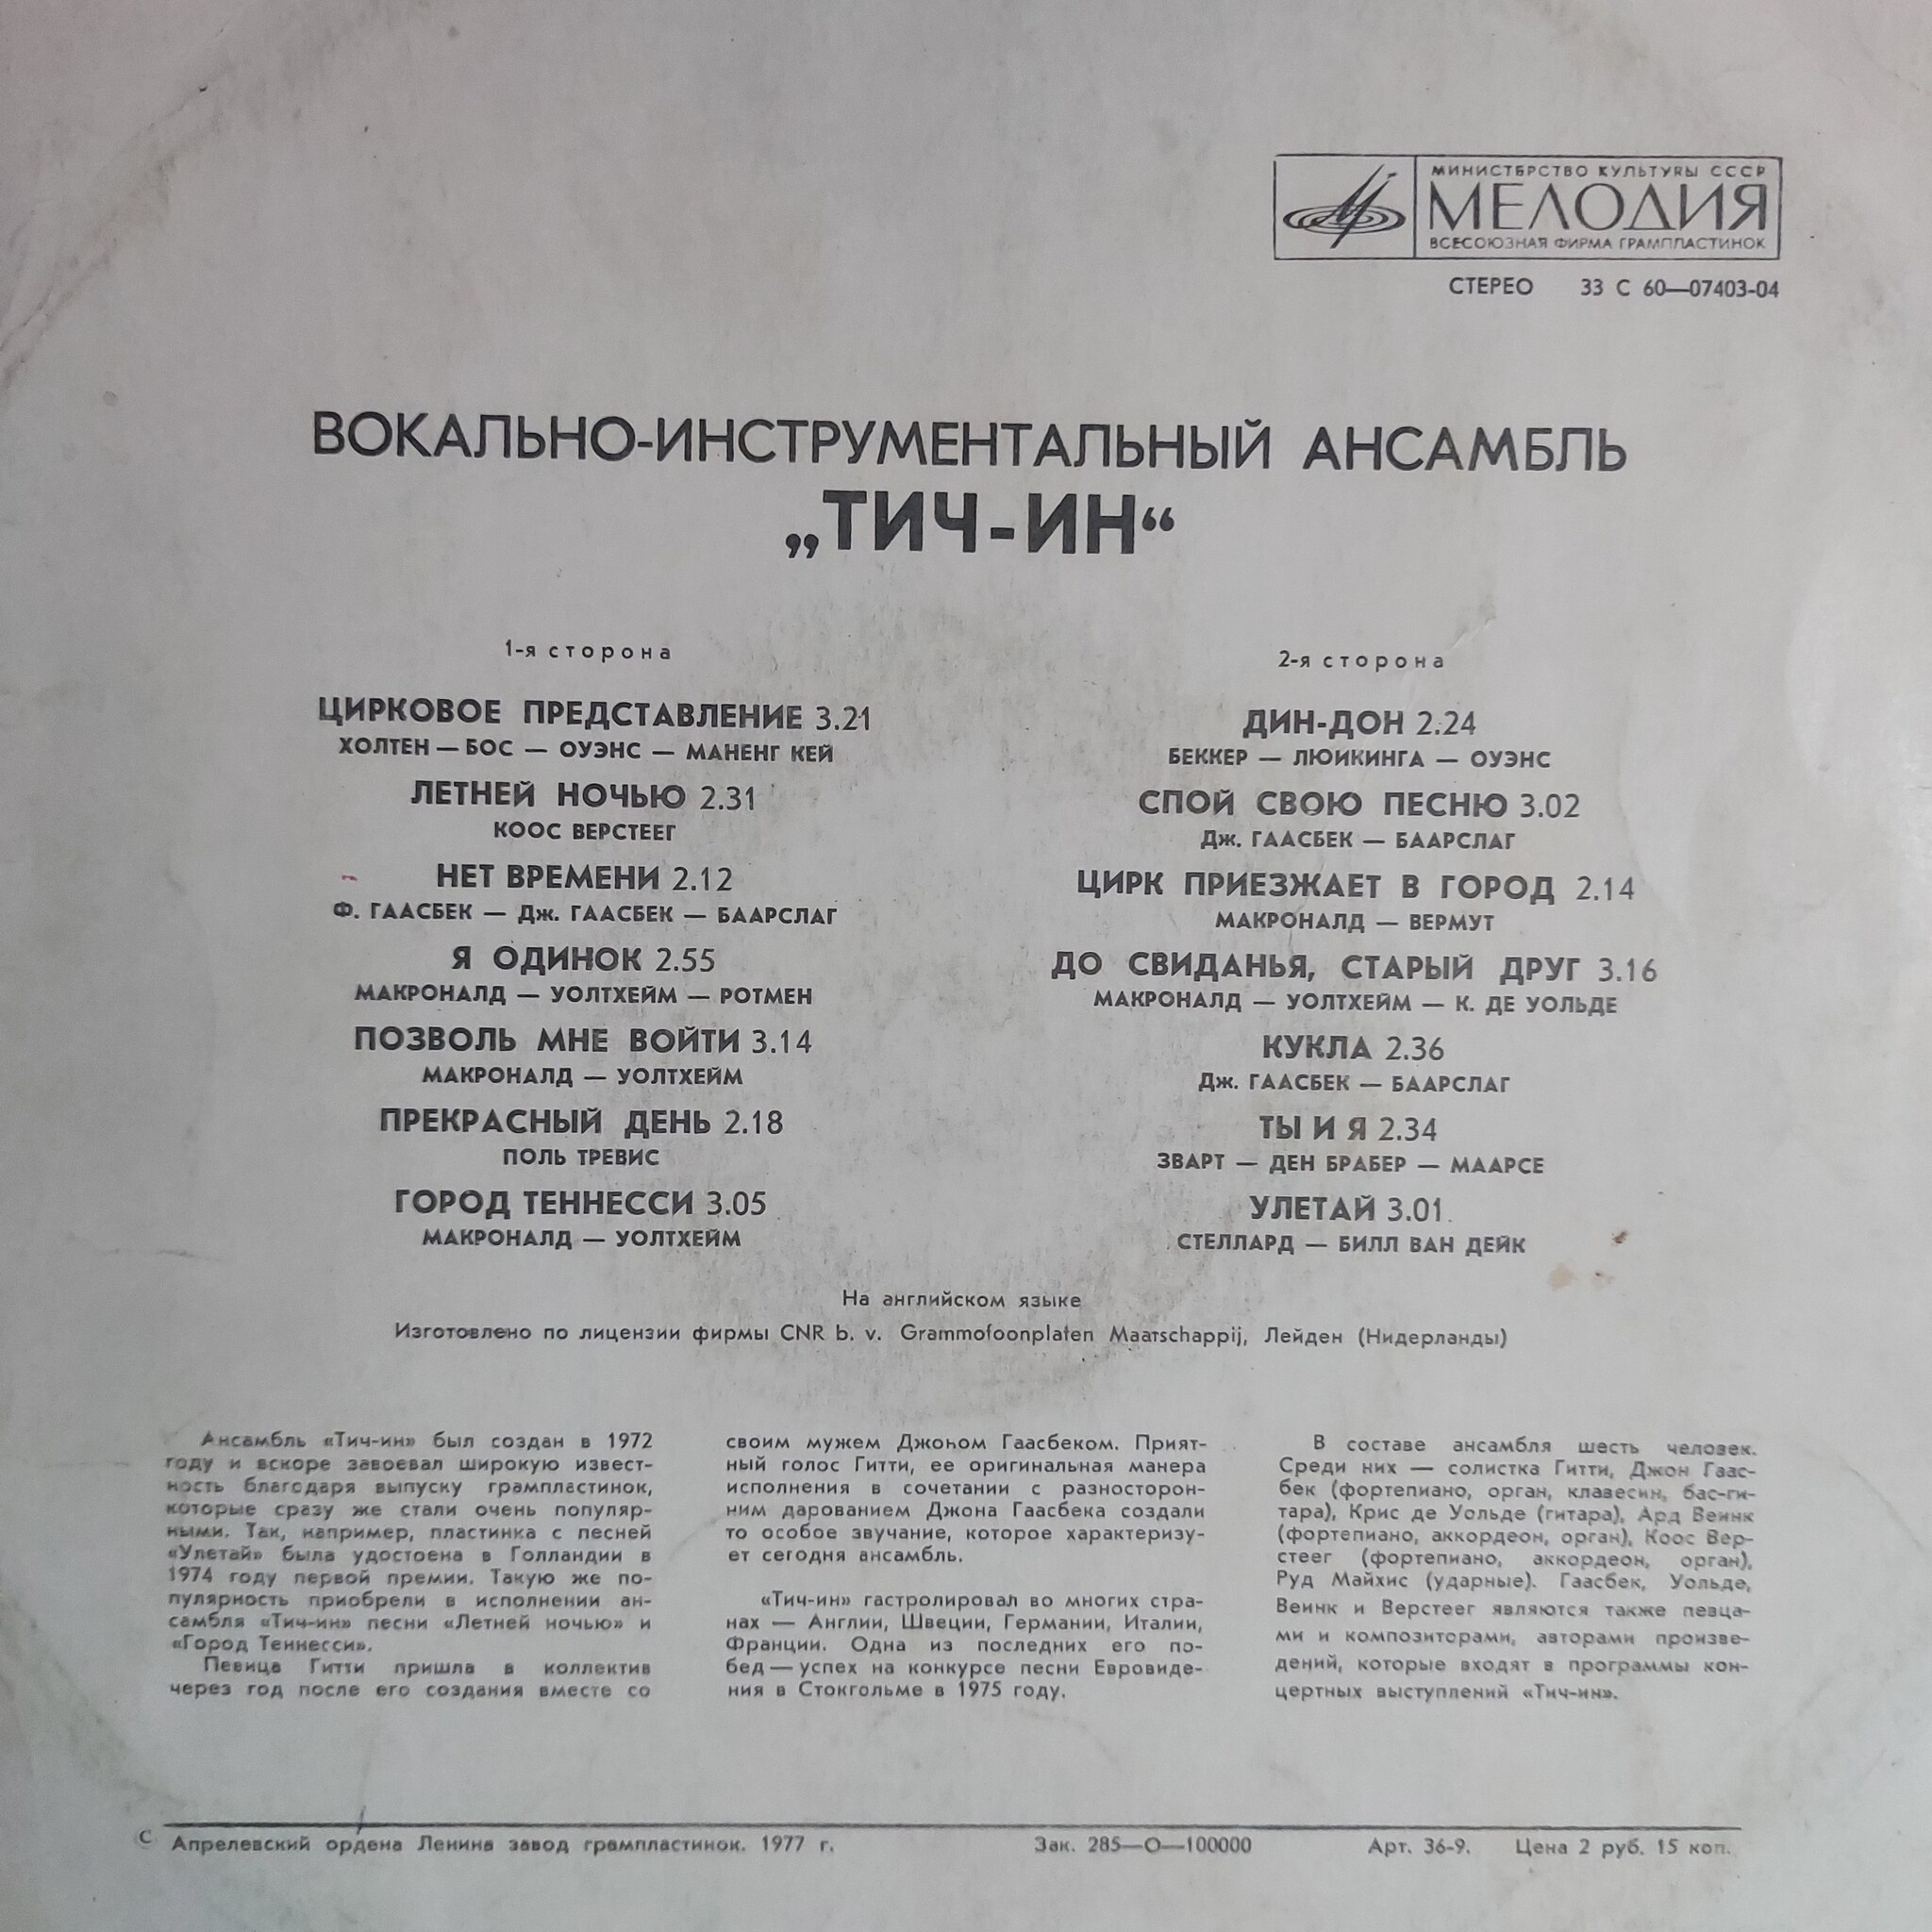 МИНИСТЕРСТВО КУЛЬТУРЫ СССР
МЕЛОДИЯ
ВСЕСОЮЗНАЯ ФИРМА ГРАМПЛАСТИНОК
СТЕРЕО 33 С 60—07403-04
ВОКАЛЬНО-ИНСТРУМЕНТАЛЬНЫЙ АНСАМБЛЬ
„ТИЧ-ИН“
1-я сторона
ЦИРКОВОЕ ПРЕДСТАВЛЕНИЕ 3.21
ХОЛТЕН — БОС — ОУЭНС — МАНЕНГ КЕЙ
ЛЕТНЕЙ НОЧЬЮ 2.31
КООС ВЕРСТЕЕГ
НЕТ ВРЕМЕНИ 2.12
Ф. ГААСБЕК — Дж. ГААСБЕК — БААРСЛАГ
Я ОДИНОК 2.55
МАКРОНАЛД — УОЛТХЕЙМ — РОТМЕН
ПОЗВОЛЬ МНЕ ВОЙТИ 3.14
МАКРОНАЛД — УОЛТХЕЙМ
ПРЕКРАСНЫЙ ДЕНЬ 2.18
ПОЛЬ ТРЕВИС
ГОРОД ТЕННЕССИ 3.05
МАКРОНАЛД — УОЛТХЕЙМ
2-я сторона
ДИН-ДОН 2.24
БЕККЕР — ЛЮИКИНГА — ОУЭНС
СПОЙ СВОЮ ПЕСНЮ 3.02
Дж. ГААСБЕК — БААРСЛАГ
ЦИРК ПРИЕЗЖАЕТ В ГОРОД 2.14
МАКРОНАЛД — ВЕРМУТ
ДО СВИДАНЬЯ, СТАРЫЙ ДРУГ 3.16
МАКРОНАЛД — УОЛТХЕЙМ — К. ДЕ УОЛЬДЕ
КУКЛА 2.36
Дж. ГААСБЕК — БААРСЛАГ
ТЫ И Я 2.34
ЗВАРТ — ДЕН БРАБЕР — МААРСЕ
УЛЕТАЙ 3.01
СТЕЛЛАРД — БИЛЛ ВАН ДЕЙК
На английском языке
Изготовлено по лицензии фирмы CNR b. v. Grammofoonplaten Maatschappij, Лейден (Нидерланды)
Ансамбль «Тич-ин» был создан в 1972
году и вскоре завоевал широкую извест-
ность благодаря выпуску грампластинок,
которые сразу же стали очень популяр-
ными. Так, например, пластинка с песней
«Улетай» была удостоена в Голландии в
1974 году первой премии. Такую же по-
пулярность приобрели в исполнении ан-
самбля «Тич-ин» песни «Летней ночью» и
«Город Теннесси».
Певица Гитти пришла в коллектив
через год после его создания вместе со
своим мужем Джоном Гаасбеком. Прият-
ный голос Гитти, ее оригинальная манера
исполнения в сочетании с разносторон-
ним дарованием Джона Гаасбека создали
то особое звучание, которое характеризу-
ет сегодня ансамбль.
«Тич-ин» гастролировал во многих стра-
нах — Англии, Швеции, Германии, Италии,
Франции. Одна из последних его по-
бед — успех на конкурсе песни Евровиде-
ния в Стокгольме в 1975 году.
В составе ансамбля шесть человек.
Среди них — солистка Гитти, Джон Гаас-
бек (фортепиано, орган, клавесин, бас-ги-
тара), Крис де Уольде (гитара), Ард Веинк
(фортепиано, аккордеон, орган), Коос Вер-
стеег (фортепиано, аккордеон, орган),
Руд Майхис (ударные). Гаасбек, Уольде,
Веинк и Верстеег являются также певца-
ми и композиторами, авторами произве-
дений, которые входят в программы кон-
цертных выступлений «Тич-ин».
© Апрелевский ордена Ленина завод грампластинок. 1977 г. Зак. 285—О—100000 Арт. 36-9. Цена 2 руб. 15 коп.